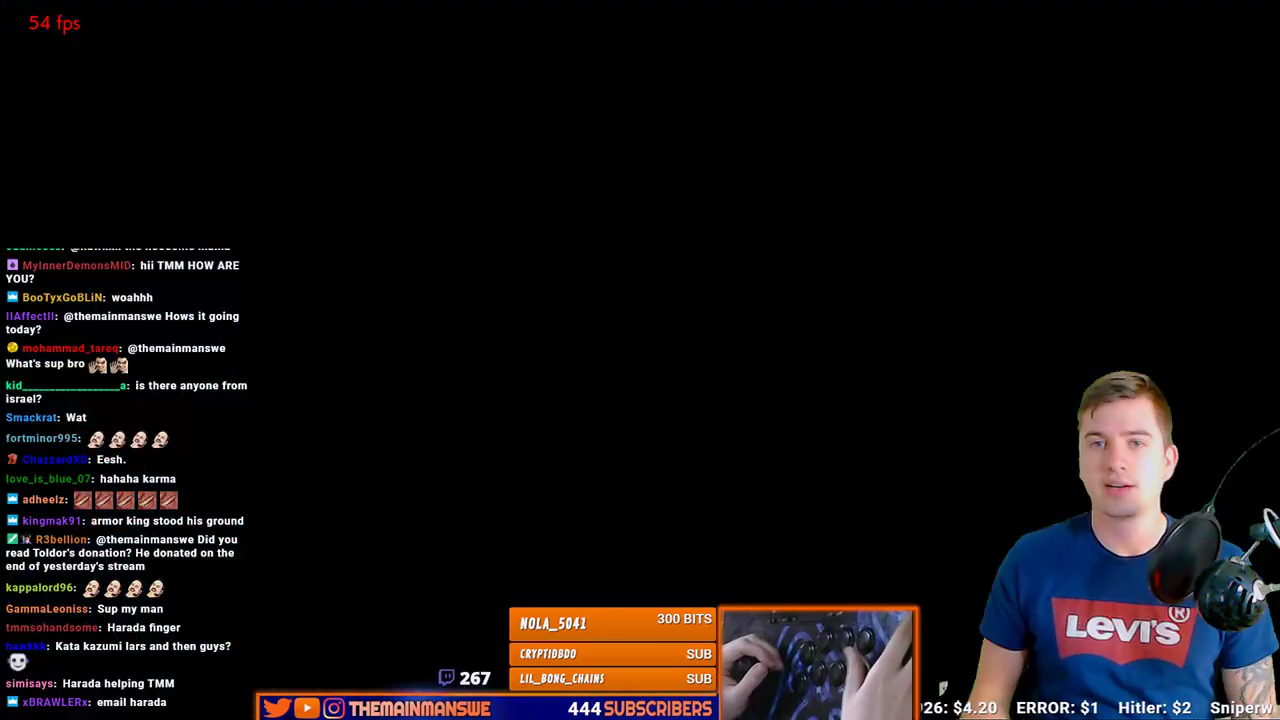 54 fps
MyInnerDemonsMID: hii TMM HOW ARE
YOU?
BooTyxGoBLiN: woahhh
IIAffectII: @themainmanswe Hows it going
today?
mohammad_tareq: @themainmanswe
What's sup bro
kid_________________a: is there anyone from
israel?
Smackrat: Wat
fortminor995:
ChazzardXD: Eesh.
love_is_blue_07: hahaha karma
adheelz:
kingmak91: armor king stood his ground
R3bellion: @themainmanswe Did you
read Toldor's donation? He donated on the
end of yesterday's stream
kappalord96:
GammaLeoniss: Sup my man
tmmsohandsome: Harada finger
hawkkk: Kata kazumi lars and then guys?
simisays: Harada helping TMM
xBRAWLERx: email harada
NOLA_5041 300 BITS
CRYPTIDBDO SUB
LIL_BONG_CHAINS SUB
267
THEMAINMANSWE 444 SUBSCRIBERS
26: $4.20 ERROR: $1 Hitler: $2 Sniperw
LEVI'S®